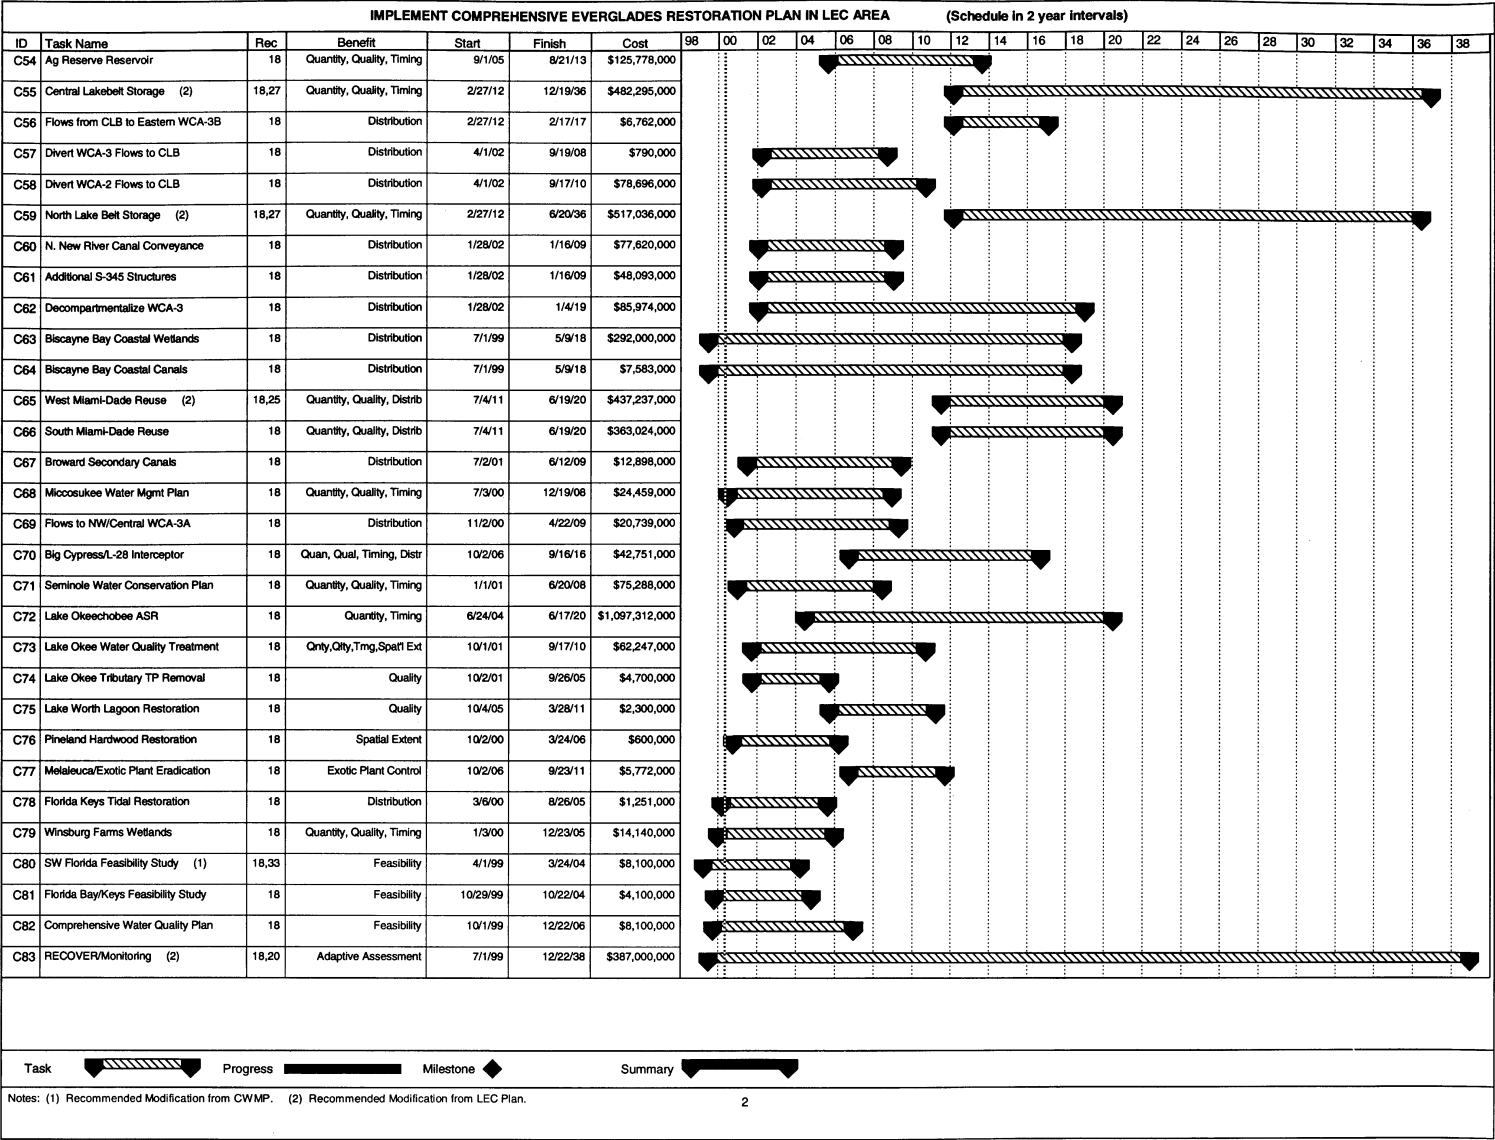 IMPLEMENT COMPREHENSIVE EVERGLADES RESTORATION PLAN IN LEC AREA (Schedule in 2 year intervals)
ID Task Name Rec Benefit Start Finish Cost 98 00 02 04 06 08 10 12 14 16 18 20 22 24 26 28 30 32 34 36 38
C54 Ag Reserve Reservoir 18 Quantity, Quality, Timing 9/1/05 8/21/13 $125,778,000
C55 Central Lakebelt Storage (2) 18,27 Quantity, Quality, Timing 2/27/12 12/19/36 $482,295,000
C56 Flows from CLB to Eastern WCA-3B 18 Distribution 2/27/12 2/17/17 $6,762,000
C57 Divert WCA-3 Flows to CLB 18 Distribution 4/1/02 9/19/08 $790,000
C58 Divert WCA-2 Flows to CLB 18 Distribution 4/1/02 9/17/10 $78,696,000
C59 North Lake Belt Storage (2) 18,27 Quantity, Quality, Timing 2/27/12 6/20/36 $517,036,000
C60 N. New River Canal Conveyance 18 Distribution 1/28/02 1/16/09 $77,620,000
C61 Additional S-345 Structures 18 Distribution 1/28/02 1/16/09 $48,093,000
C62 Decompartmentalize WCA-3 18 Distribution 1/28/02 1/4/19 $85,974,000
C63 Biscayne Bay Coastal Wetlands 18 Distribution 7/1/99 5/9/18 $292,000,000
C64 Biscayne Bay Coastal Canals 18 Distribution 7/1/99 5/9/18 $7,583,000
C65 West Miami-Dade Reuse (2) 18,25 Quantity, Quality, Distrib 7/4/11 6/19/20 $437,237,000
C66 South Miami-Dade Reuse 18 Quantity, Quality, Distrib 7/4/11 6/19/20 $363,024,000
C67 Broward Secondary Canals 18 Distribution 7/2/01 6/12/09 $12,898,000
C68 Miccosukee Water Mgmt Plan 18 Quantity, Quality, Timing 7/3/00 12/19/08 $24,459,000
C69 Flows to NW/Central WCA-3A 18 Distribution 11/2/00 4/22/09 $20,739,000
C70 Big Cypress/L-28 Interceptor 18 Quan, Qual, Timing, Distr 10/2/06 9/16/16 $42,751,000
C71 Seminole Water Conservation Plan 18 Quantity, Quality, Timing 1/1/01 6/20/08 $75,288,000
C72 Lake Okeechobee ASR 18 Quantity, Timing 6/24/04 6/17/20 $1,097,312,000
C73 Lake Okee Water Quality Treatment 18 Qnty,Qlty,Tmg,Spat'l Ext 10/1/01 9/17/10 $62,247,000
C74 Lake Okee Tributary TP Removal 18 Quality 10/2/01 9/26/05 $4,700,000
C75 Lake Worth Lagoon Restoration 18 Quality 10/4/05 3/28/11 $2,300,000
C76 Pineland Hardwood Restoration 18 Spatial Extent 10/2/00 3/24/06 $600,000
C77 Melaleuca/Exotic Plant Eradication 18 Exotic Plant Control 10/2/06 9/23/11 $5,772,000
C78 Florida Keys Tidal Restoration 18 Distribution 3/6/00 8/26/05 $1,251,000
C79 Winsburg Farms Wetlands 18 Quantity, Quality, Timing 1/3/00 12/23/05 $14,140,000
C80 SW Florida Feasibility Study (1) 18,33 Feasibility 4/1/99 3/24/04 $8,100,000
C81 Florida Bay/Keys Feasibility Study 18 Feasibility 10/29/99 10/22/04 $4,100,000
C82 Comprehensive Water Quality Plan 18 Feasibility 10/1/99 12/22/06 $8,100,000
C83 RECOVER/Monitoring (2) 18,20 Adaptive Assessment 7/1/99 12/22/38 $387,000,000
Task Progress Milestone Summary
Notes: (1) Recommended Modification from CWMP. (2) Recommended Modification from LEC Plan.
2